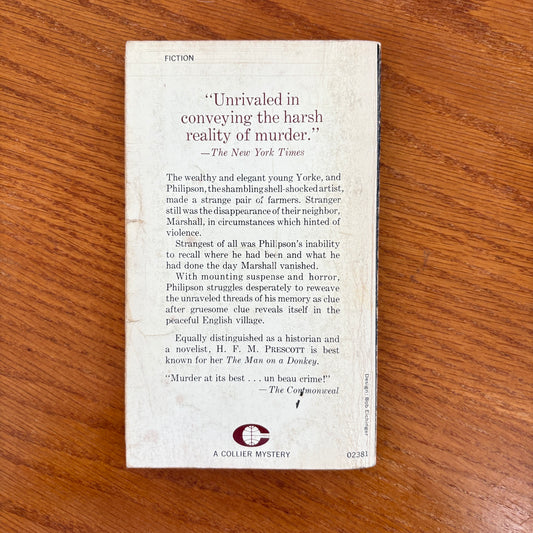 FICTION
“Unrivaled in
conveying the harsh
reality of murder.”
—The New York Times
The wealthy and elegant young Yorke, and
Philipson, the shambling shell-shocked artist,
made a strange pair of farmers. Stranger
still was the disappearance of their neighbor,
Marshall, in circumstances which hinted of
violence.
Strangest of all was Philipson’s inability
to recall where he had been and what he
had done the day Marshall vanished.
With mounting suspense and horror,
Philipson struggles desperately to reweave
the unraveled threads of his memory as clue
after gruesome clue reveals itself in the
peaceful English village.
Equally distinguished as a historian and
a novelist, H. F. M. PRESCOTT is best
known for her The Man on a Donkey.
“Murder at its best . . . un beau crime!”
—The Commonweal
A COLLIER MYSTERY
02381
Design: Bob Eichinger